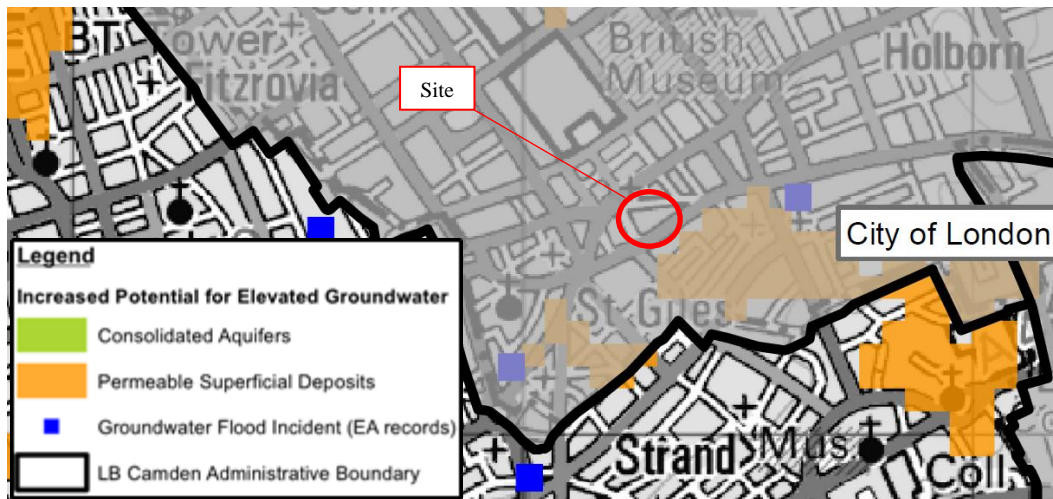 BT Tower
Fitzrovia
British
Museum
Holborn
Site
City of London
St Giles
Strand
Mus.
Coll.
Legend
Increased Potential for Elevated Groundwater
Consolidated Aquifers
Permeable Superficial Deposits
Groundwater Flood Incident (EA records)
LB Camden Administrative Boundary